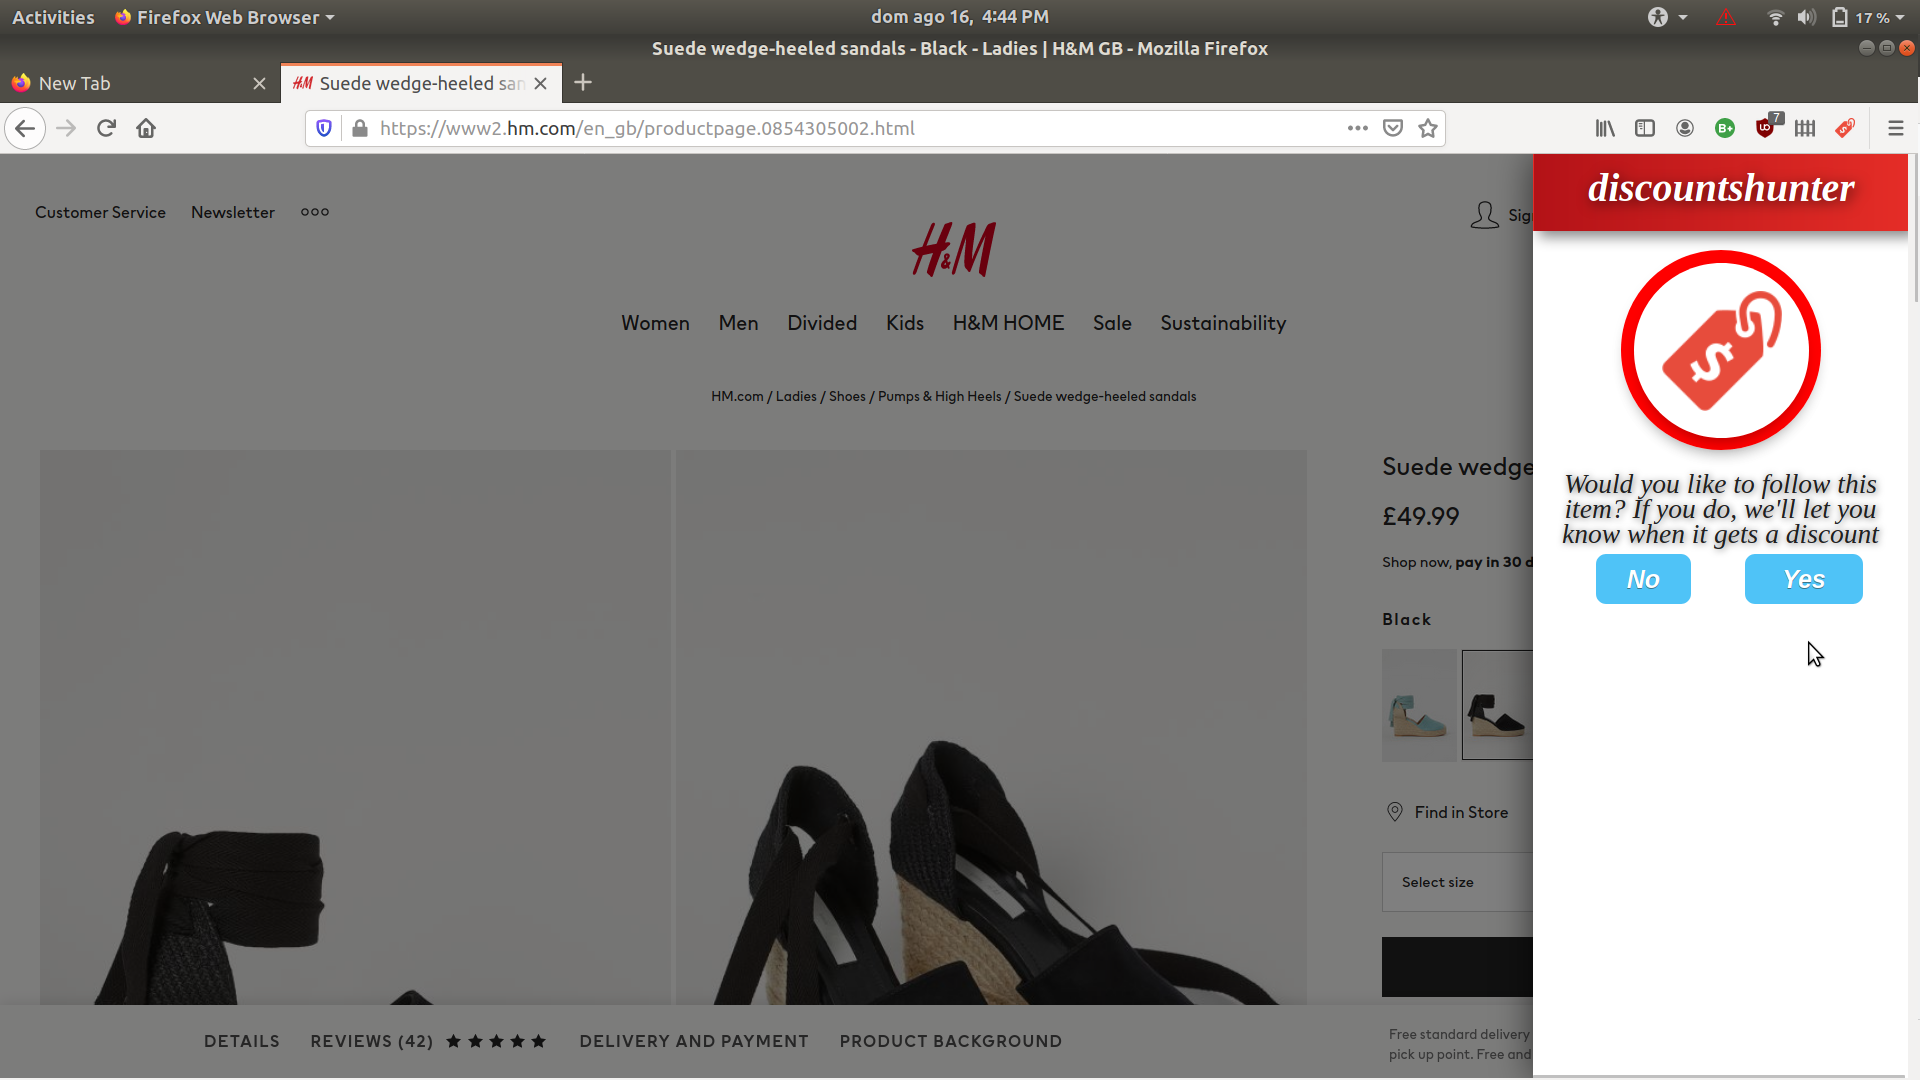 Activities Firefox Web Browser dom ago 16, 4:44 PM 17 %
Suede wedge-heeled sandals - Black - Ladies | H&M GB - Mozilla Firefox
New Tab H&M Suede wedge-heeled san
https://www2.hm.com/en_gb/productpage.0854305002.html B+ 7
discountshunter
Customer Service Newsletter Sig
H&M
Women Men Divided Kids H&M HOME Sale Sustainability
HM.com / Ladies / Shoes / Pumps & High Heels / Suede wedge-heeled sandals
Suede wedge
£49.99
Shop now, pay in 30 d
Black
Find in Store
Select size
Free standard delivery
pick up point. Free and
$
Would you like to follow this
item? If you do, we'll let you
know when it gets a discount
No Yes
DETAILS REVIEWS (42) ★★★★★ DELIVERY AND PAYMENT PRODUCT BACKGROUND